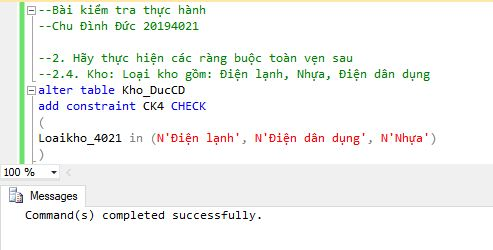 --Bài kiểm tra thực hành
--Chu Đình Đức 20194021
--2. Hãy thực hiện các ràng buộc toàn vẹn sau
--2.4. Kho: Loại kho gồm: Điện lạnh, Nhựa, Điện dân dụng
alter table Kho_DucCD
add constraint CK4 CHECK
(
Loaikho_4021 in (N'Điện lạnh', N'Điện dân dụng', N'Nhựa')
)
100 %
Messages
Command(s) completed successfully.